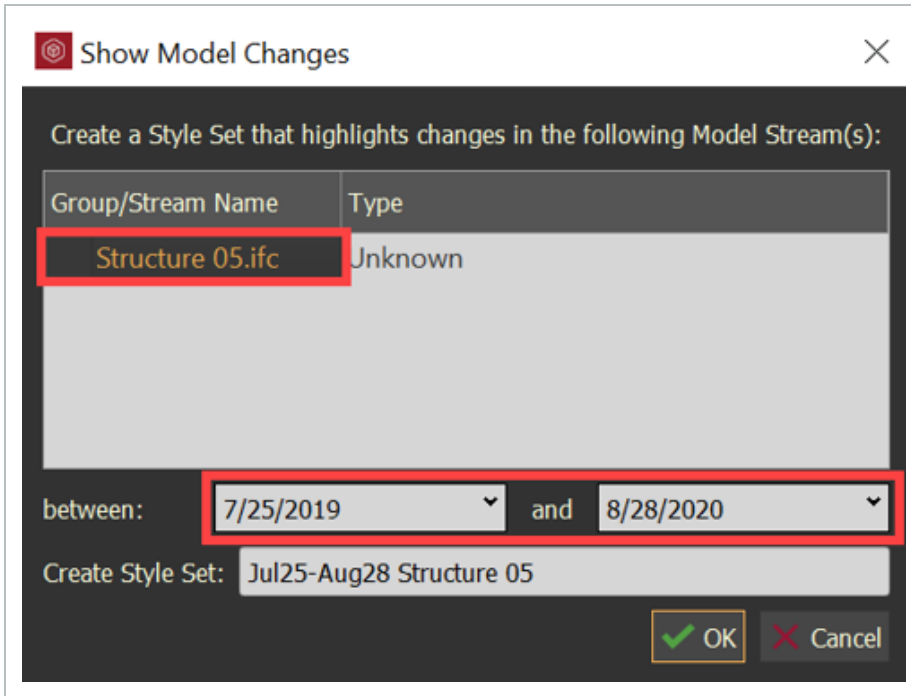 Show Model Changes
Create a Style Set that highlights changes in the following Model Stream(s):
Group/Stream Name Type
Structure 05.ifc Unknown
between: 7/25/2019 and 8/28/2020
Create Style Set: Jul25-Aug28 Structure 05
OK Cancel